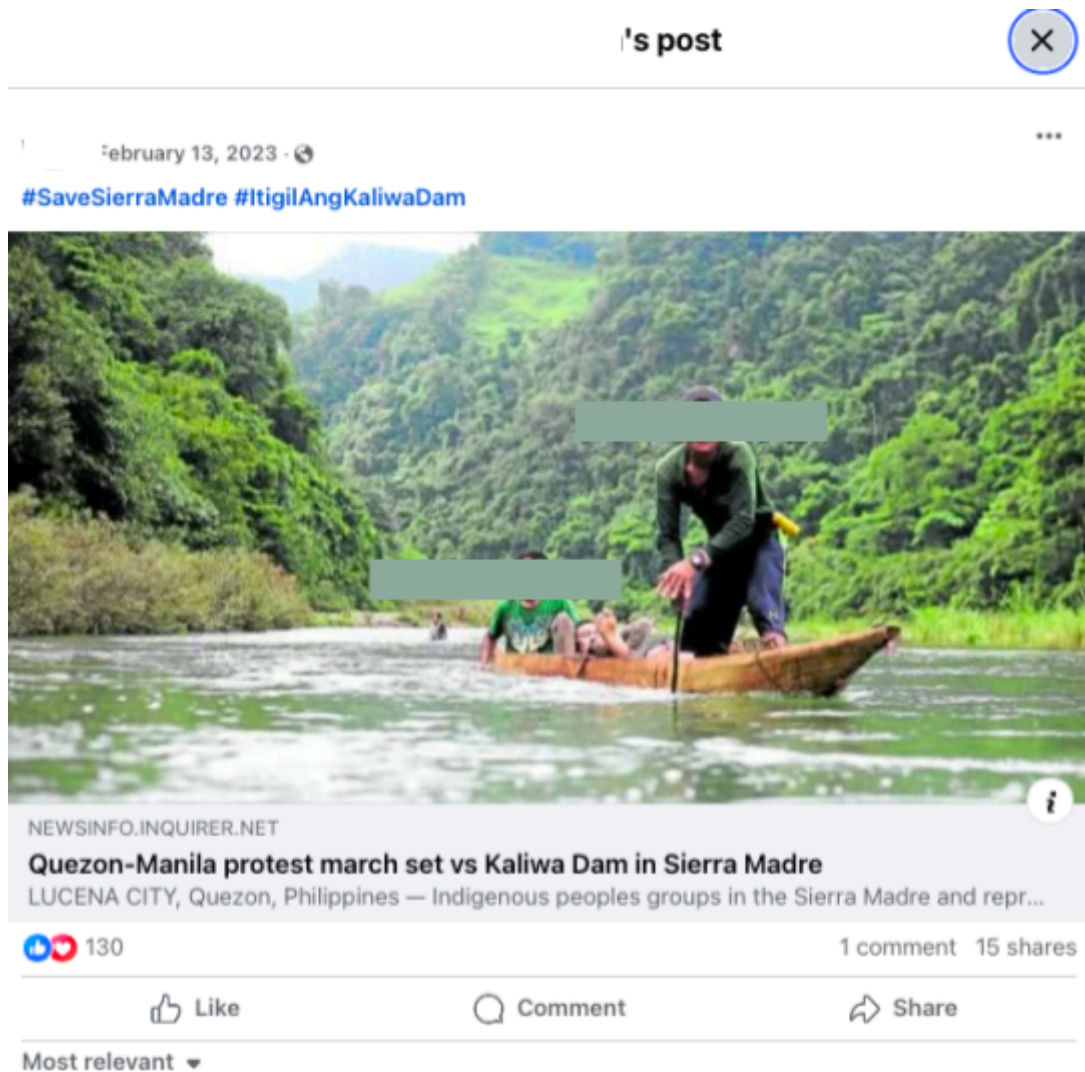 's post
ebruary 13, 2023 ·
#SaveSierraMadre #ItigilAngKaliwaDam
NEWSINFO.INQUIRER.NET
Quezon-Manila protest march set vs Kaliwa Dam in Sierra Madre
LUCENA CITY, Quezon, Philippines — Indigenous peoples groups in the Sierra Madre and repr...
130
1 comment 15 shares
Like Comment Share
Most relevant